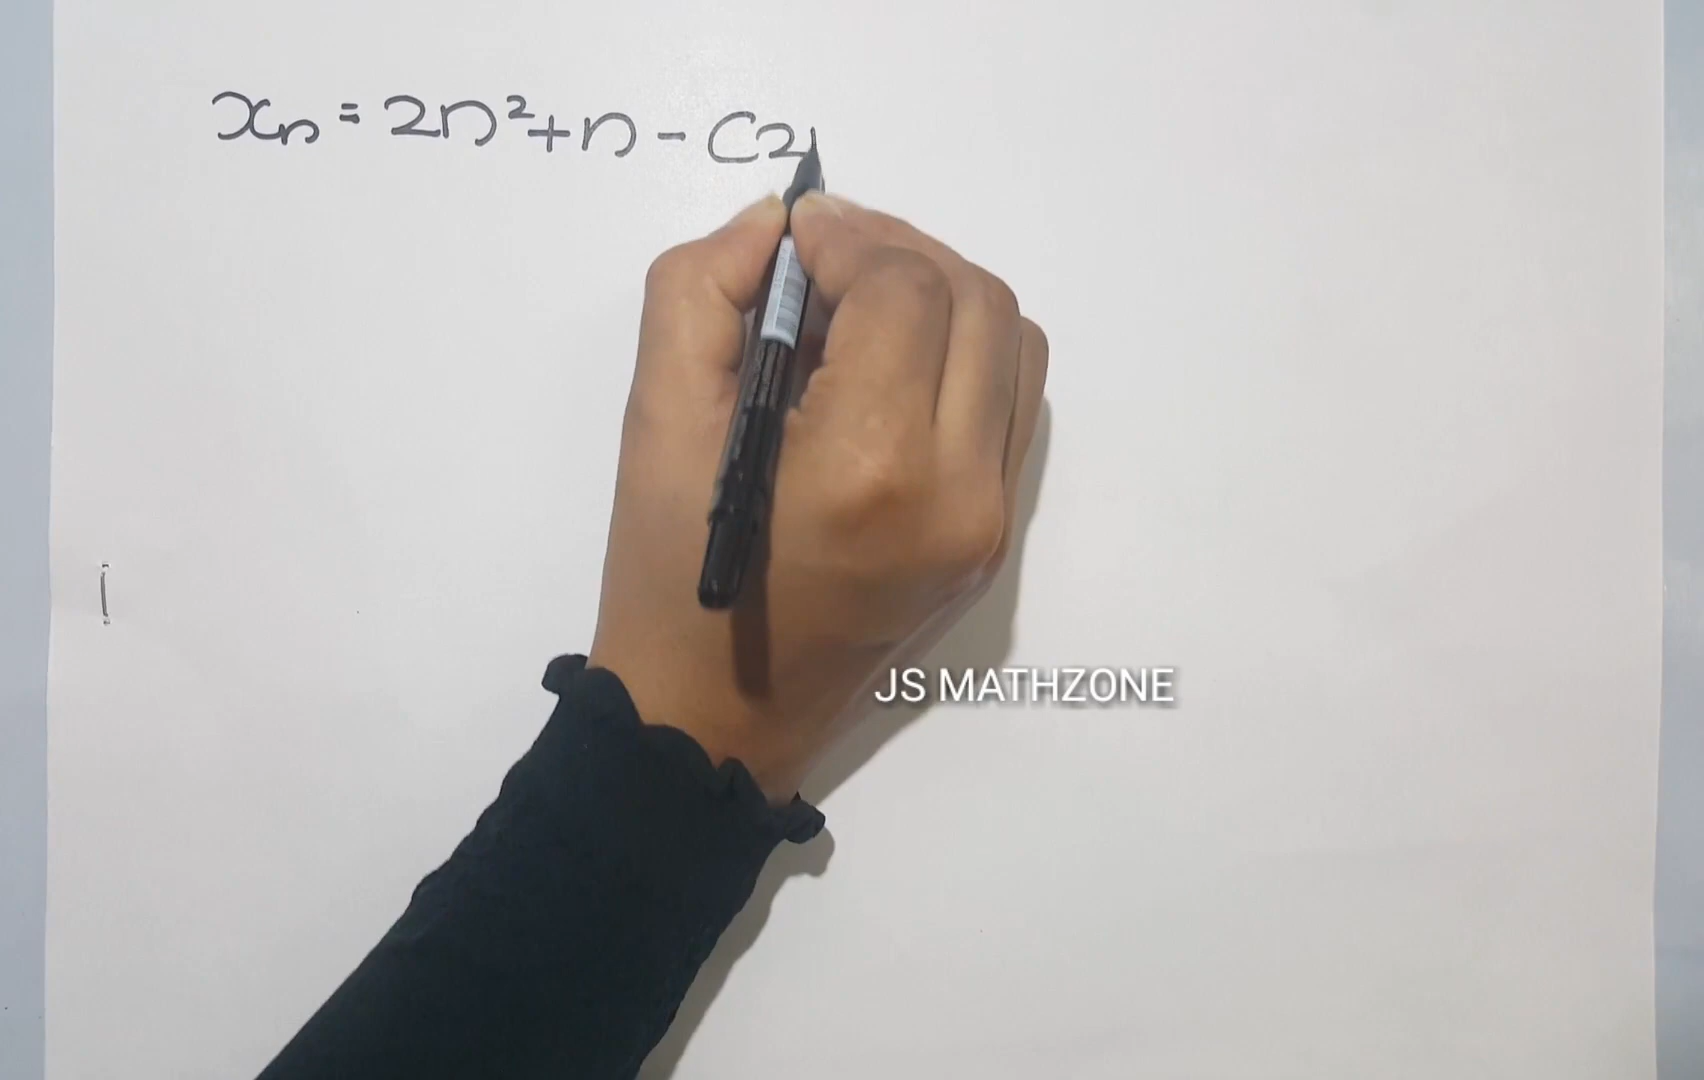 xₙ = 2n² + n - (2
JS MATHZONE